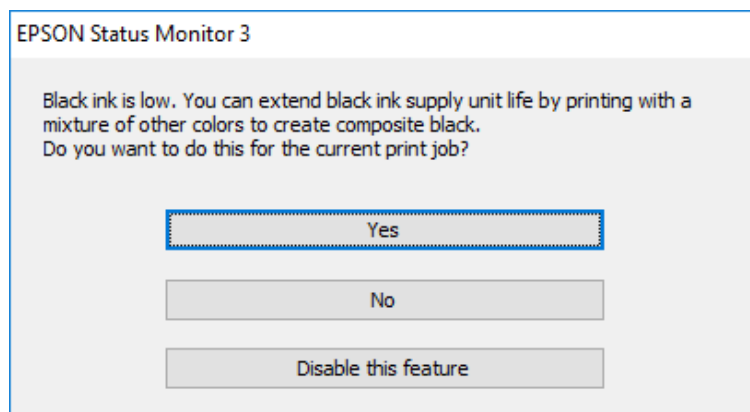 EPSON Status Monitor 3
Black ink is low. You can extend black ink supply unit life by printing with a
mixture of other colors to create composite black.
Do you want to do this for the current print job?
Yes
No
Disable this feature